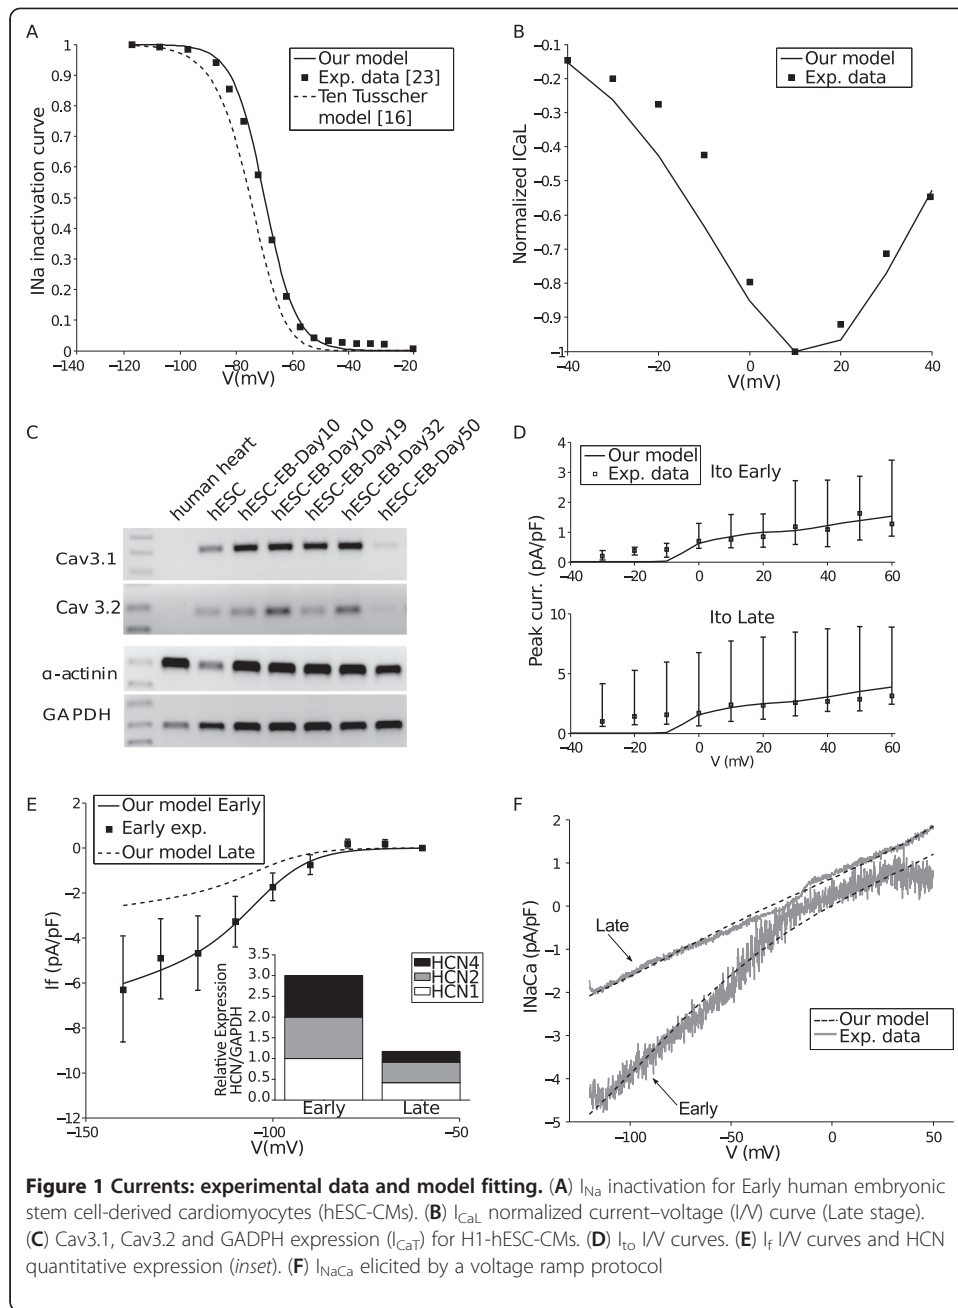 A
1
0.9
0.8
0.7
0.6
0.5
0.4
0.3
0.2
0.1
0
INa inactivation curve
−140 −120 −100 −80 −60 −40 −20
V(mV)
Our model
Exp. data [23]
Ten Tusscher
model [16]
B
−0.1
−0.2
−0.3
−0.4
−0.5
−0.6
−0.7
−0.8
−0.9
−1
Normalized ICaL
−40 −20 0 20 40
V(mV)
Our model
Exp. data
C
human heart
hESC
hESC-EB-Day10
hESC-EB-Day10
hESC-EB-Day19
hESC-EB-Day32
hESC-EB-Day50
Cav3.1
Cav 3.2
α-actinin
GAPDH
D
4
3
2
1
0
Our model
Exp. data
Ito Early
−40 −20 0 20 40 60
Peak curr. (pA/pF)
10
5
0
Ito Late
−40 −20 0 20 40 60
V (mV)
E
2
0
−2
−4
−6
−8
−10
−12
If (pA/pF)
−150 −100 −50
V(mV)
Our model Early
Early exp.
Our model Late
Relative Expression
HCN/GAPDH
3.5
3.0
2.5
2.0
1.5
1.0
0.5
0.0
Early Late
HCN4
HCN2
HCN1
F
2
1
0
−1
−2
−3
−4
−5
INaCa (pA/pF)
−100 −50 0 50
V (mV)
Late
Early
Our model
Exp. data
Figure 1 Currents: experimental data and model fitting. (A) INa inactivation for Early human embryonic
stem cell-derived cardiomyocytes (hESC-CMs). (B) ICaL normalized current–voltage (I/V) curve (Late stage).
(C) Cav3.1, Cav3.2 and GADPH expression (ICaT) for H1-hESC-CMs. (D) Ito I/V curves. (E) If I/V curves and HCN
quantitative expression (inset). (F) INaCa elicited by a voltage ramp protocol